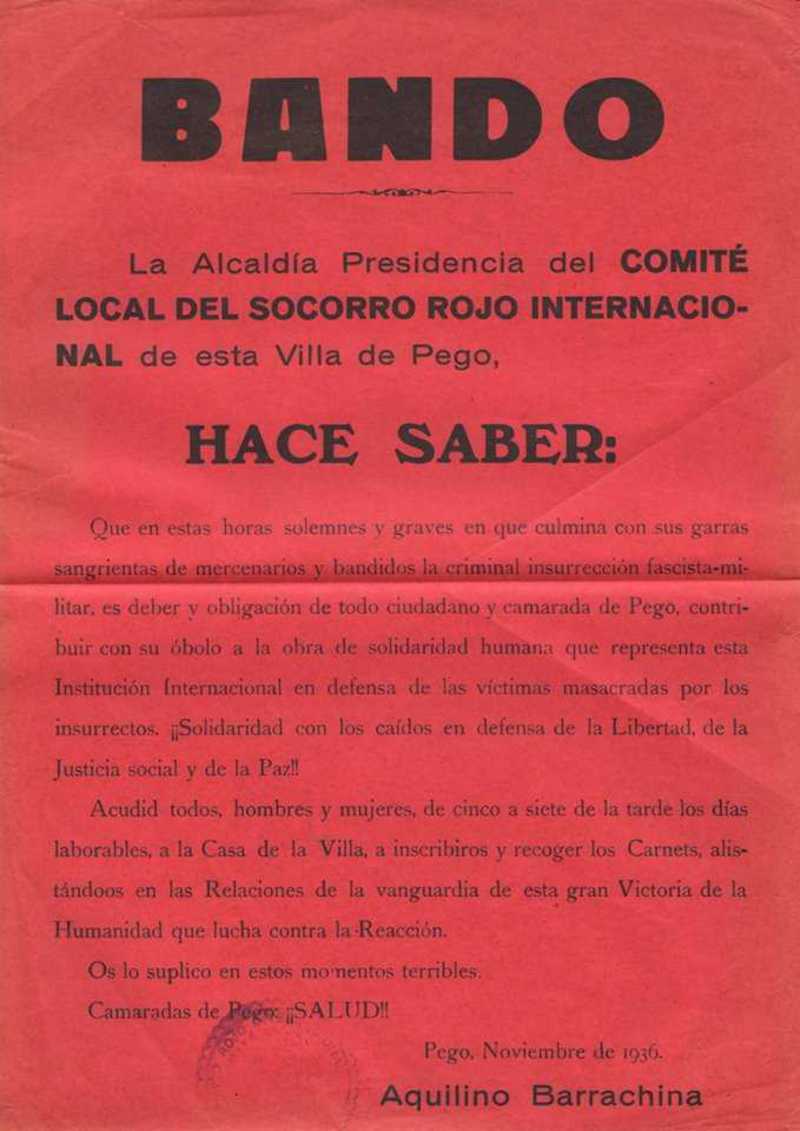 BANDO
La Alcaldía Presidencia del COMITÉ
LOCAL DEL SOCORRO ROJO INTERNACIO-
NAL de esta Villa de Pego,
HACE SABER:
Que en estas horas solemnes y graves en que culmina con sus garras
sangrientas de mercenarios y bandidos la criminal insurrección fascista-mi-
litar, es deber y obligación de todo ciudadano y camarada de Pego, contri-
buir con su óbolo a la obra de solidaridad humana que representa esta
Institución Internacional en defensa de las víctimas masacradas por los
insurrectos. ¡¡Solidaridad con los caídos en defensa de la Libertad, de la
Justicia social y de la Paz!!
Acudid todos, hombres y mujeres, de cinco a siete de la tarde los días
laborables, a la Casa de la Villa, a inscribiros y recoger los Carnets, alis-
tándoos en las Relaciones de la vanguardia de esta gran Victoria de la
Humanidad que lucha contra la Reacción.
Os lo suplico en estos momentos terribles.
Camaradas de Pego: ¡¡SALUD!!
Pego, Noviembre de 1936.
Aquilino Barrachina